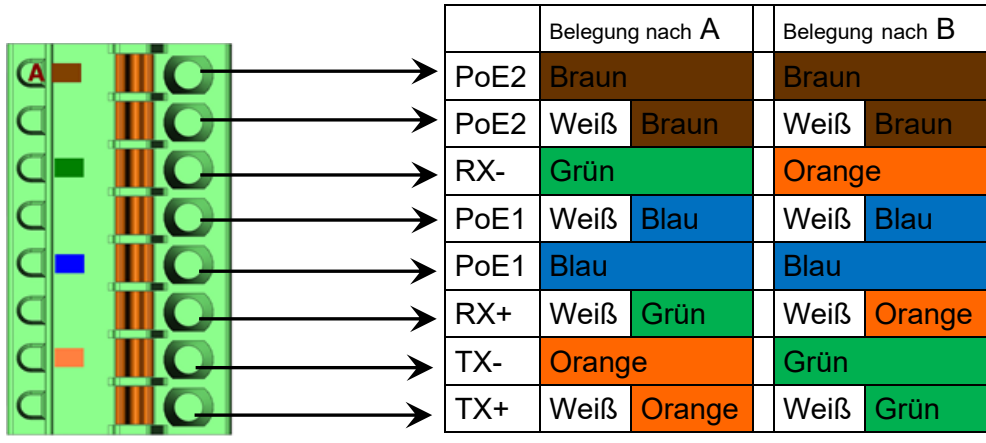 Belegung nach A Belegung nach B
A PoE2 Braun Braun
PoE2 Weiß Braun Weiß Braun
RX- Grün Orange
PoE1 Weiß Blau Weiß Blau
PoE1 Blau Blau
RX+ Weiß Grün Weiß Orange
TX- Orange Grün
TX+ Weiß Orange Weiß Grün